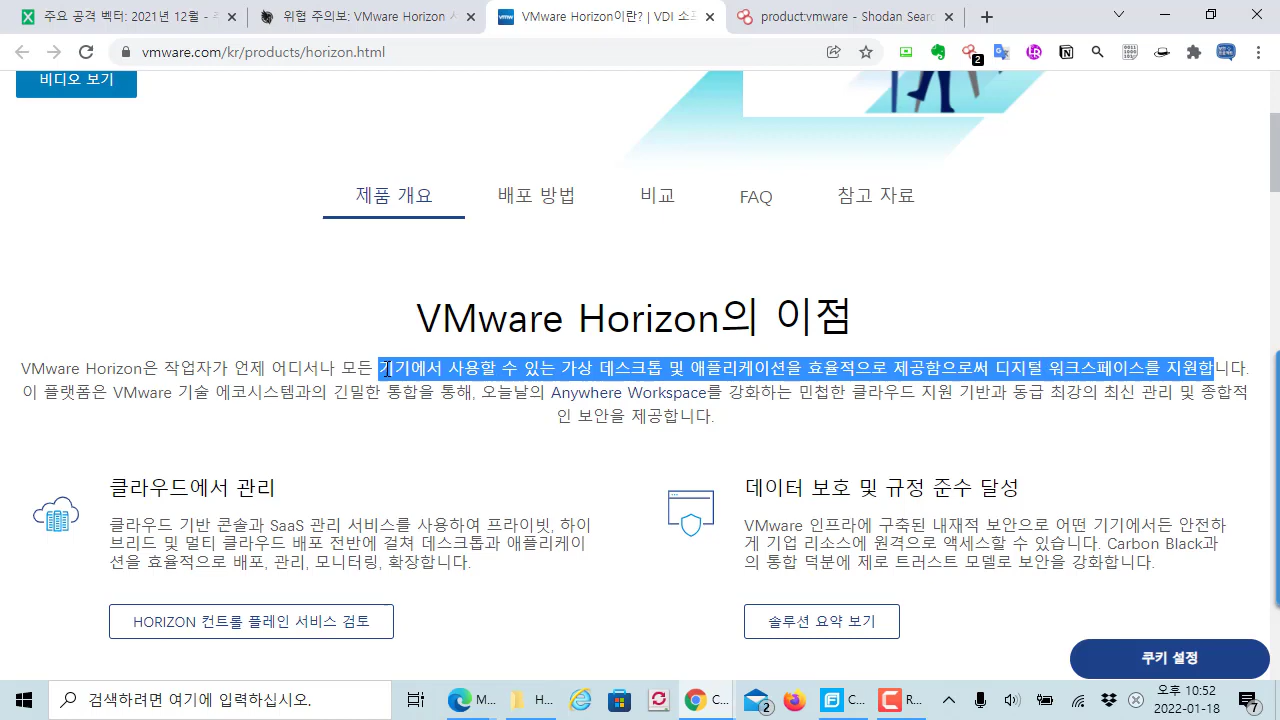 주요 공격 벡터: 2021년 12월 -
위협 주의보: VMware Horizon
vmw
VMware Horizon이란? | VDI 소프
product:vmware - Shodan Sear
vmware.com/kr/products/horizon.html
2
비디오 보기
제품 개요
배포 방법
비교
FAQ
참고 자료
VMware Horizon의 이점
VMware Horizon은 작업자가 언제 어디서나 모든 기기에서 사용할 수 있는 가상 데스크톱 및 애플리케이션을 효율적으로 제공함으로써 디지털 워크스페이스를 지원합니다.
이 플랫폼은 VMware 기술 에코시스템과의 긴밀한 통합을 통해, 오늘날의 Anywhere Workspace를 강화하는 민첩한 클라우드 지원 기반과 동급 최강의 최신 관리 및 종합적
인 보안을 제공합니다.
클라우드에서 관리
클라우드 기반 콘솔과 SaaS 관리 서비스를 사용하여 프라이빗, 하이
브리드 및 멀티 클라우드 배포 전반에 걸쳐 데스크톱과 애플리케이
션을 효율적으로 배포, 관리, 모니터링, 확장합니다.
HORIZON 컨트롤 플레인 서비스 검토
데이터 보호 및 규정 준수 달성
VMware 인프라에 구축된 내재적 보안으로 어떤 기기에서든 안전하
게 기업 리소스에 원격으로 액세스할 수 있습니다. Carbon Black과
의 통합 덕분에 제로 트러스트 모델로 보안을 강화합니다.
솔루션 요약 보기
쿠키 설정
검색하려면 여기에 입력하십시오.
M...
H...
C...
2
C...
R...
오후 10:52
2022-01-18
7